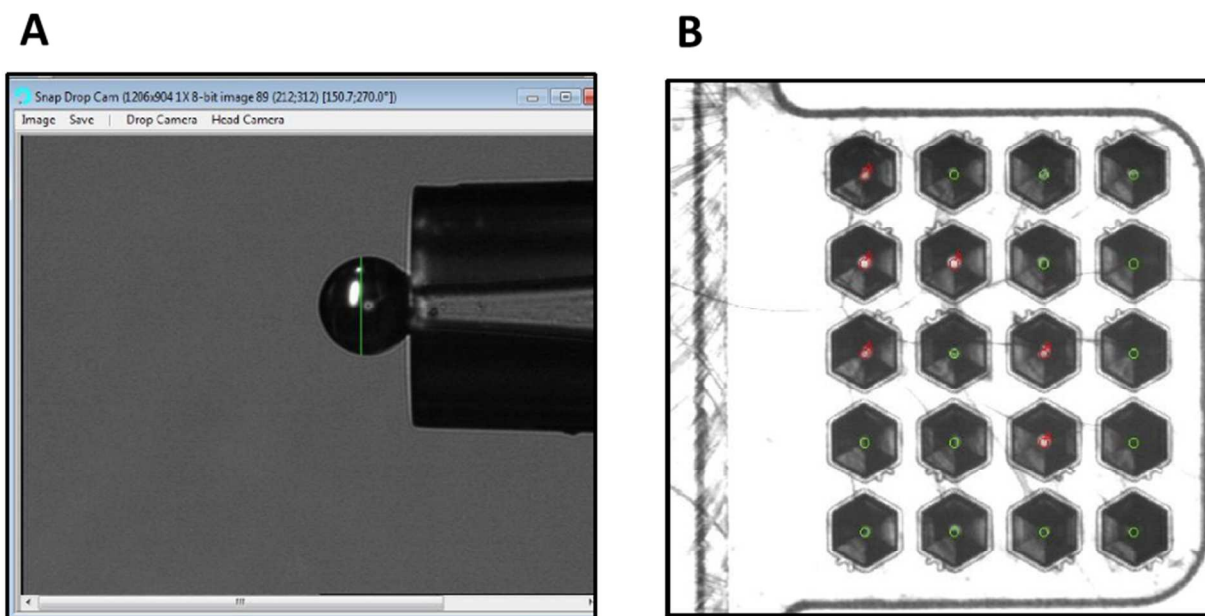 A
B
Snap Drop Cam (1206x904 1X 8-bit image 89 (212;312) [150.7;270.0°])
Image Save | Drop Camera Head Camera